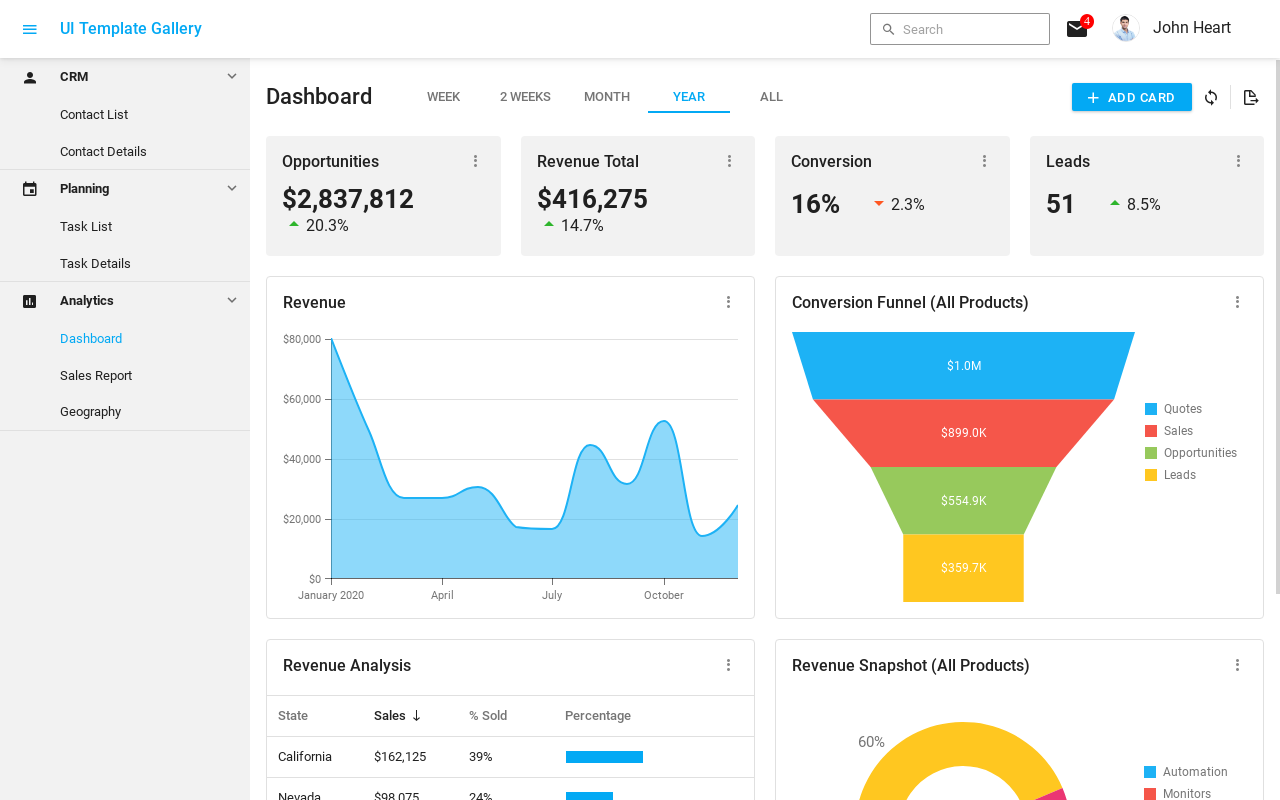 UI Template Gallery
Search
4
John Heart
CRM
Contact List
Contact Details
Planning
Task List
Task Details
Analytics
Dashboard
Sales Report
Geography
Dashboard
WEEK
2 WEEKS
MONTH
YEAR
ALL
ADD CARD
Opportunities
$2,837,812
20.3%
Revenue Total
$416,275
14.7%
Conversion
16%
2.3%
Leads
51
8.5%
Revenue
$80,000
$60,000
$40,000
$20,000
$0
January 2020
April
July
October
Conversion Funnel (All Products)
$1.0M
$899.0K
$554.9K
$359.7K
Quotes
Sales
Opportunities
Leads
Revenue Analysis
State Sales % Sold Percentage
California $162,125 39%
Nevada $98,075 24%
Revenue Snapshot (All Products)
60%
Automation
Monitors